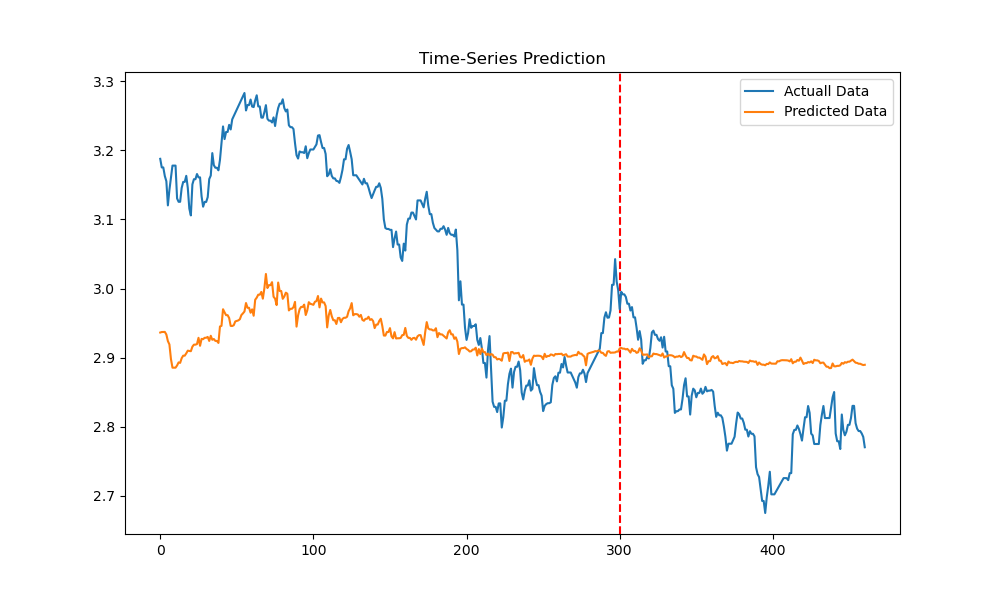 Time-Series Prediction
Actuall Data
Predicted Data
3.3
3.2
3.1
3.0
2.9
2.8
2.7
0 100 200 300 400